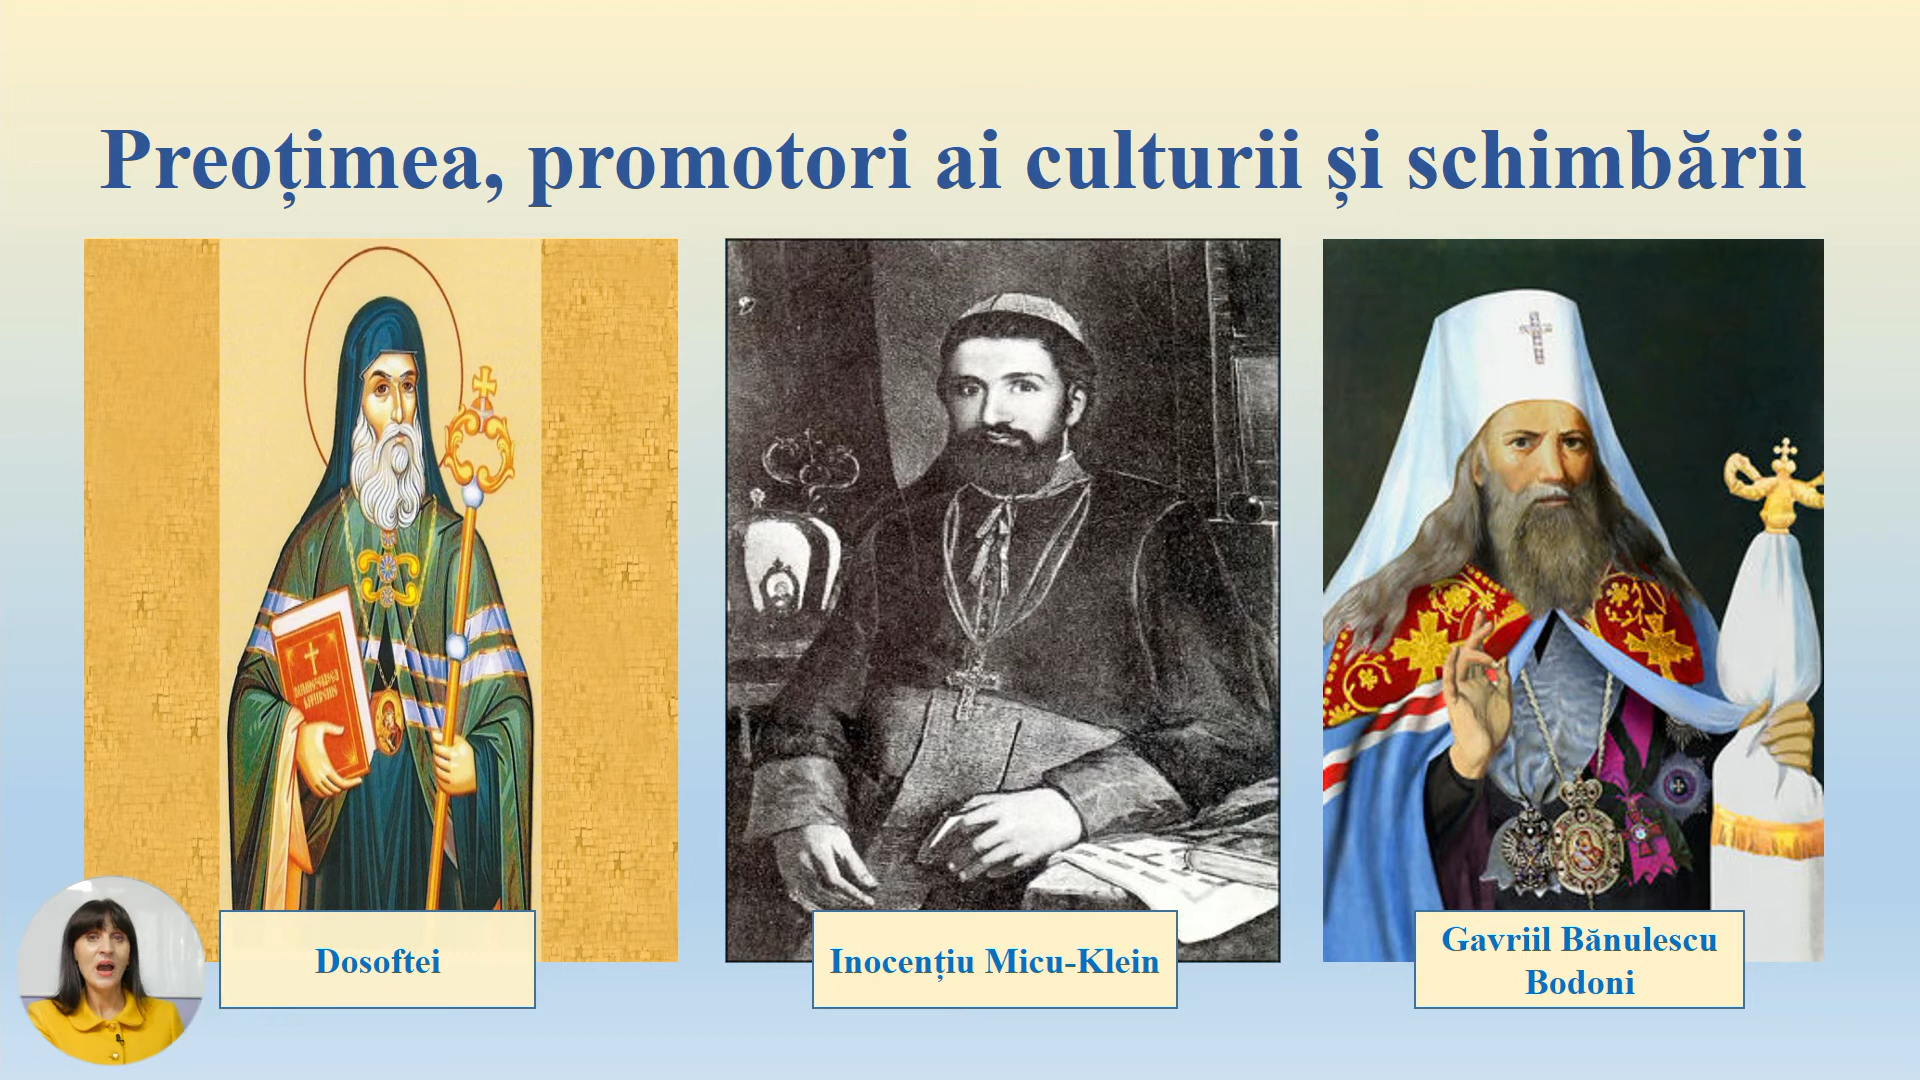 Preoțimea, promotori ai culturii și schimbării
Dosoftei
Inocențiu Micu-Klein
Gavriil Bănulescu
Bodoni